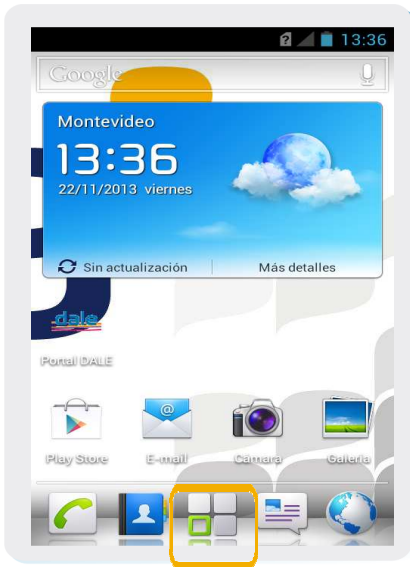 13:36
Google
Montevideo
13:36
22/11/2013 viernes
Sin actualización
Más detalles
dale
Portal DALE
@
Play Store
E-mail
Cámara
Galería